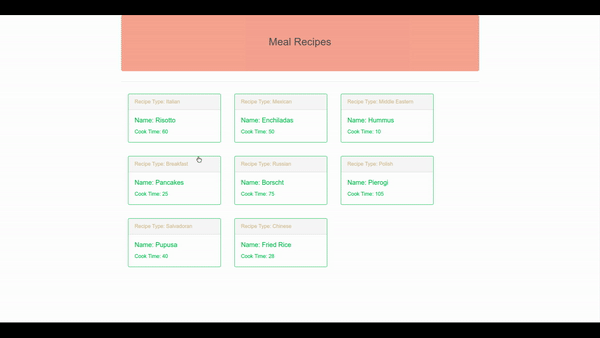 Meal Recipes
Recipe Type: Italian
Name: Risotto
Cook Time: 60
Recipe Type: Mexican
Name: Enchiladas
Cook Time: 50
Recipe Type: Middle Eastern
Name: Hummus
Cook Time: 10
Recipe Type: Breakfast
Name: Pancakes
Cook Time: 25
Recipe Type: Russian
Name: Borscht
Cook Time: 75
Recipe Type: Polish
Name: Pierogi
Cook Time: 105
Recipe Type: Salvadoran
Name: Pupusa
Cook Time: 40
Recipe Type: Chinese
Name: Fried Rice
Cook Time: 28